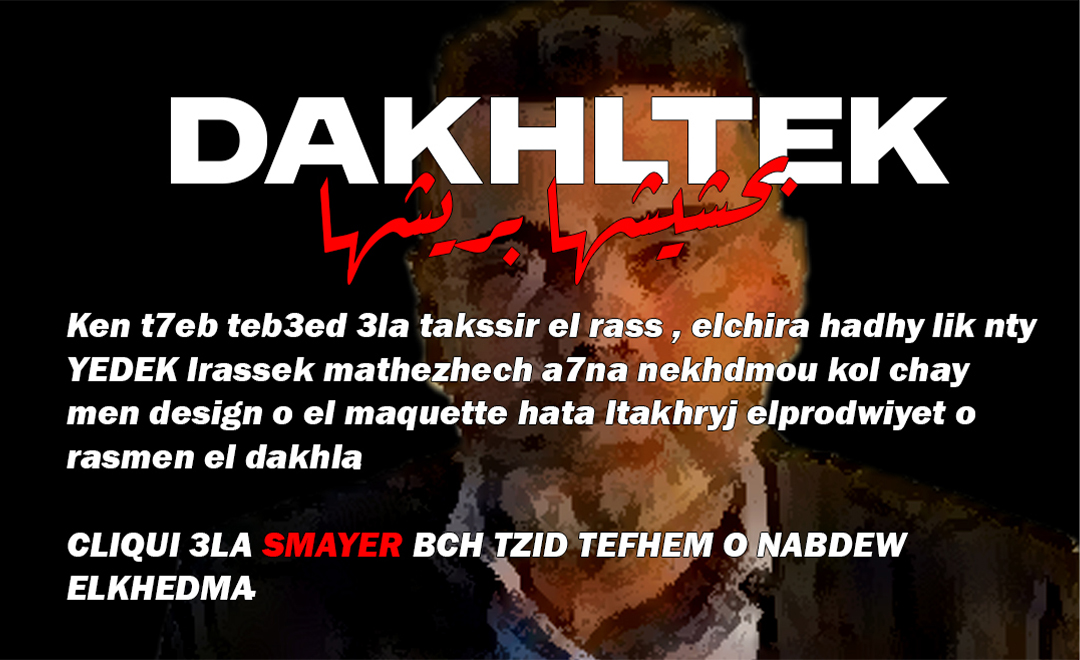 DAKHLTEK
بحشيشها بريشها
Ken t7eb teb3ed 3la takssir el rass , elchira hadhy lik nty
YEDEK lrassek mathezhech a7na nekhdmou kol chay
men design o el maquette hata ltakhryj elprodwiyet o
rasmen el dakhla
CLIQUI 3LA SMAYER BCH TZID TEFHEM O NABDEW
ELKHEDMA